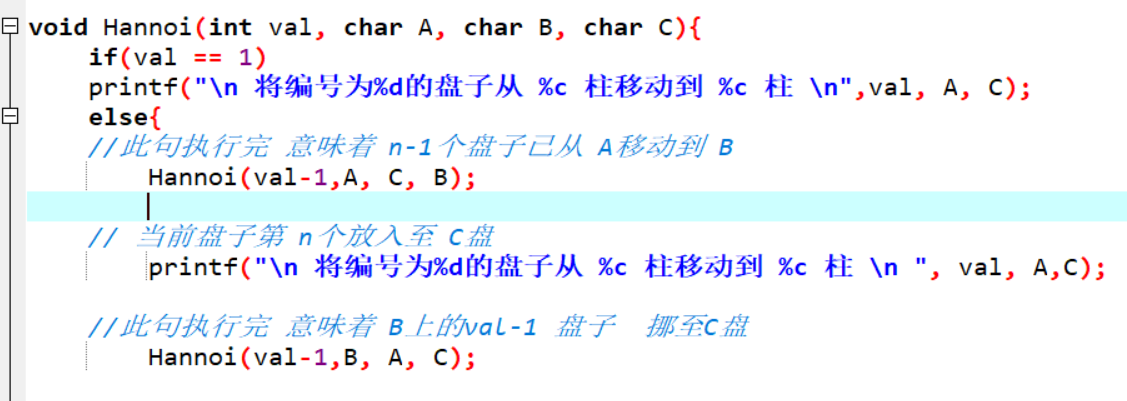 void Hannoi(int val, char A, char B, char C){
if(val == 1)
printf("\n 将编号为%d的盘子从 %c 柱移动到 %c 柱 \n",val, A, C);
else{
//此句执行完 意味着 n-1个盘子已从 A移动到 B
Hannoi(val-1,A, C, B);
// 当前盘子第 n个放入至 C盘
printf("\n 将编号为%d的盘子从 %c 柱移动到 %c 柱 \n ", val, A,C);
//此句执行完 意味着 B上的val-1 盘子 挪至C盘
Hannoi(val-1,B, A, C);